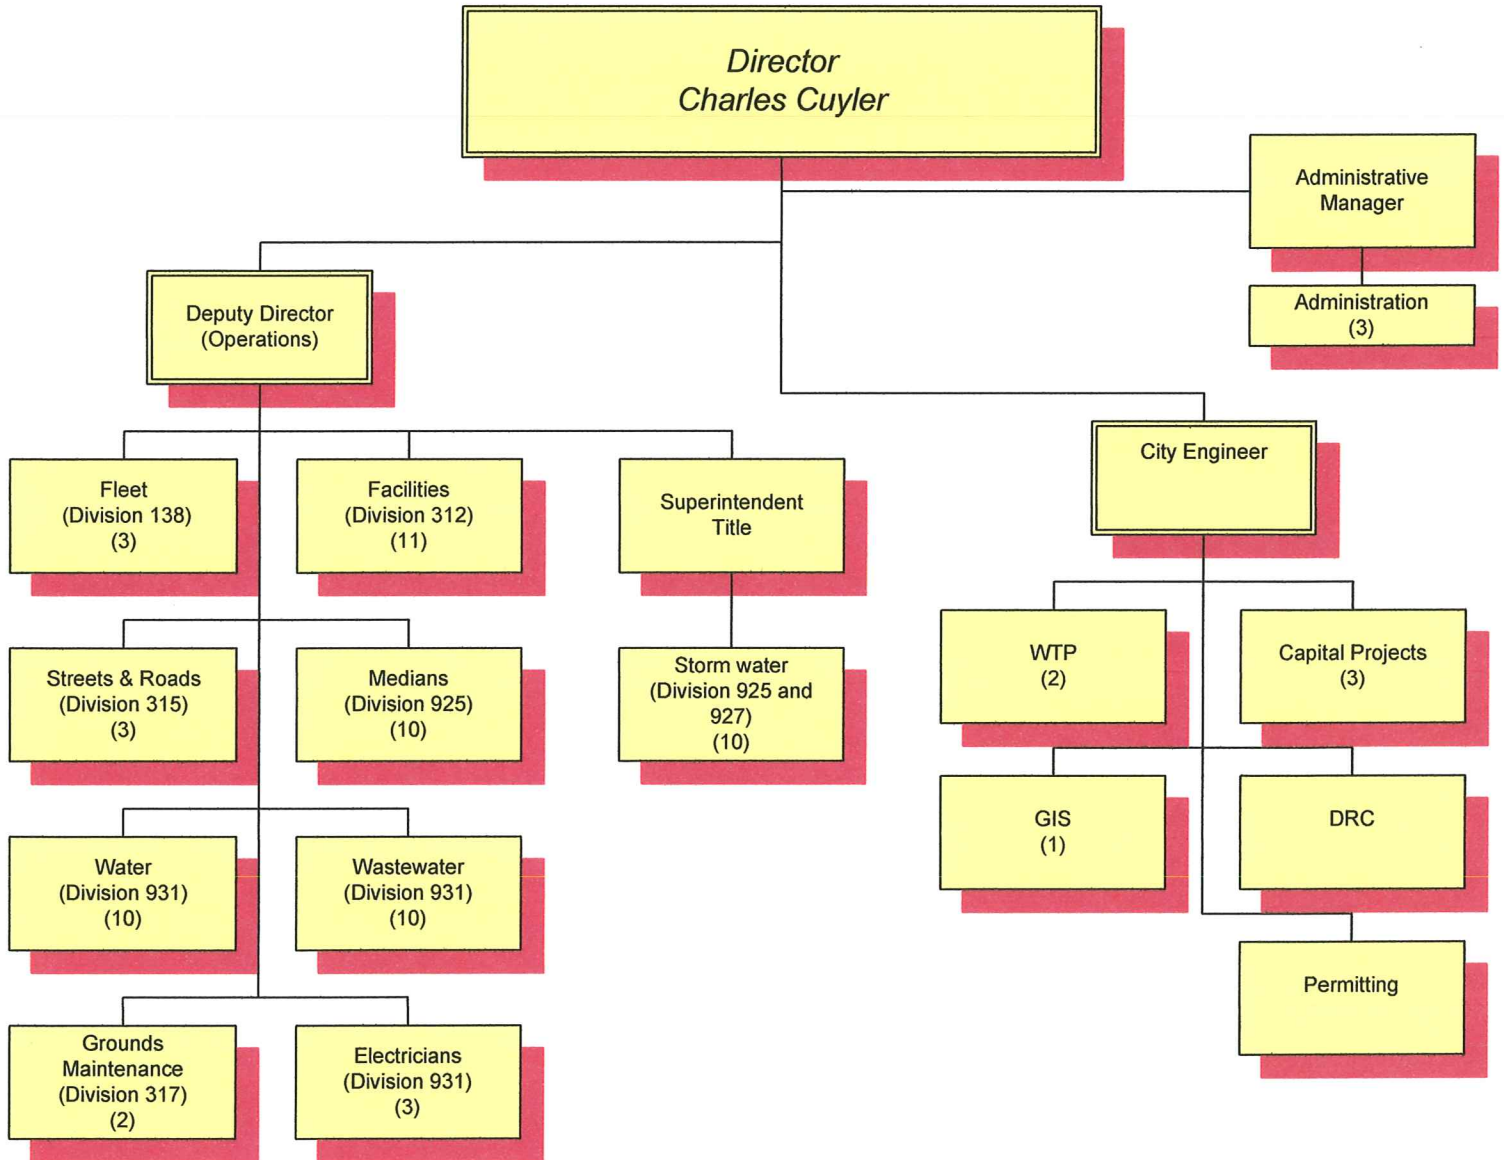 Director
Charles Cuyler
Administrative
Manager
Administration
(3)
Deputy Director
(Operations)
City Engineer
Fleet
(Division 138)
(3)
Facilities
(Division 312)
(11)
Superintendent
Title
Streets & Roads
(Division 315)
(3)
Medians
(Division 925)
(10)
Storm water
(Division 925 and
927)
(10)
WTP
(2)
Capital Projects
(3)
Water
(Division 931)
(10)
Wastewater
(Division 931)
(10)
GIS
(1)
DRC
Permitting
Grounds
Maintenance
(Division 317)
(2)
Electricians
(Division 931)
(3)